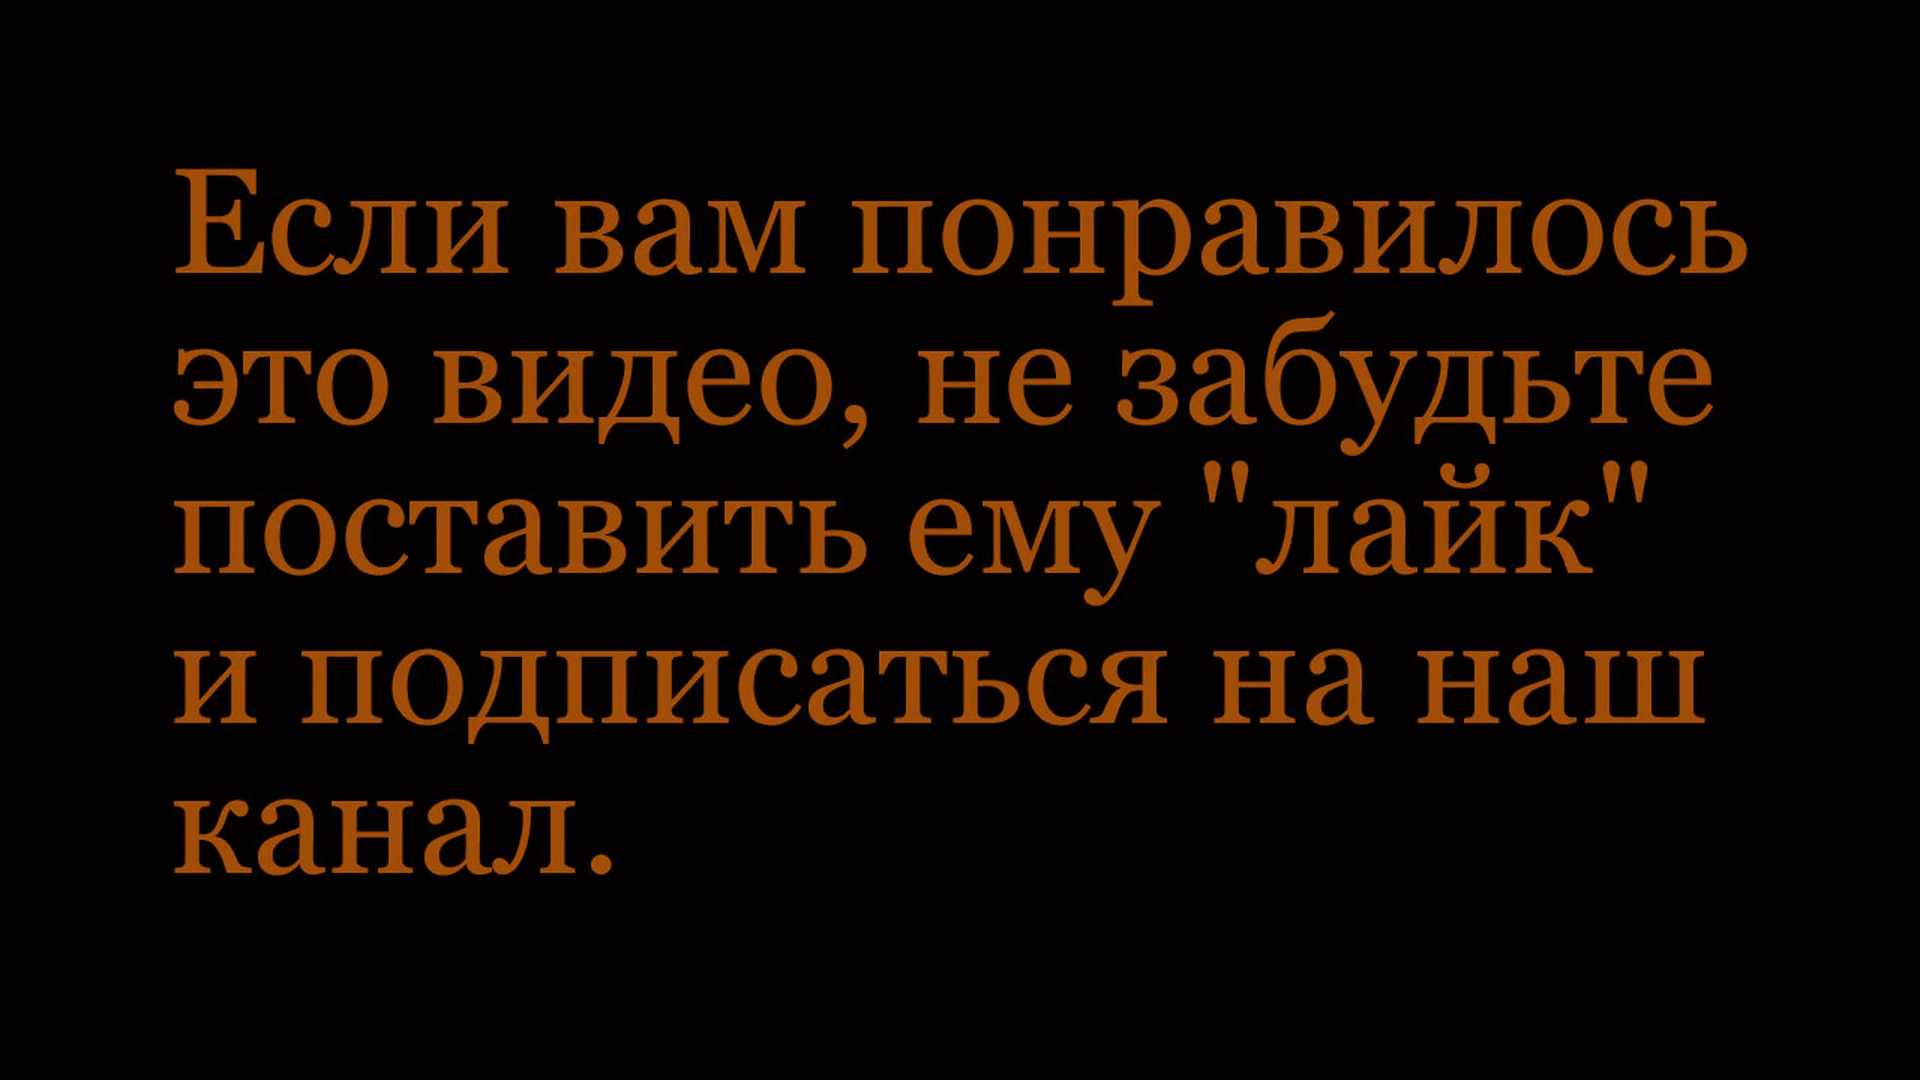 Если вам понравилось
это видео, не забудьте
поставить ему "лайк"
и подписаться на наш
канал.